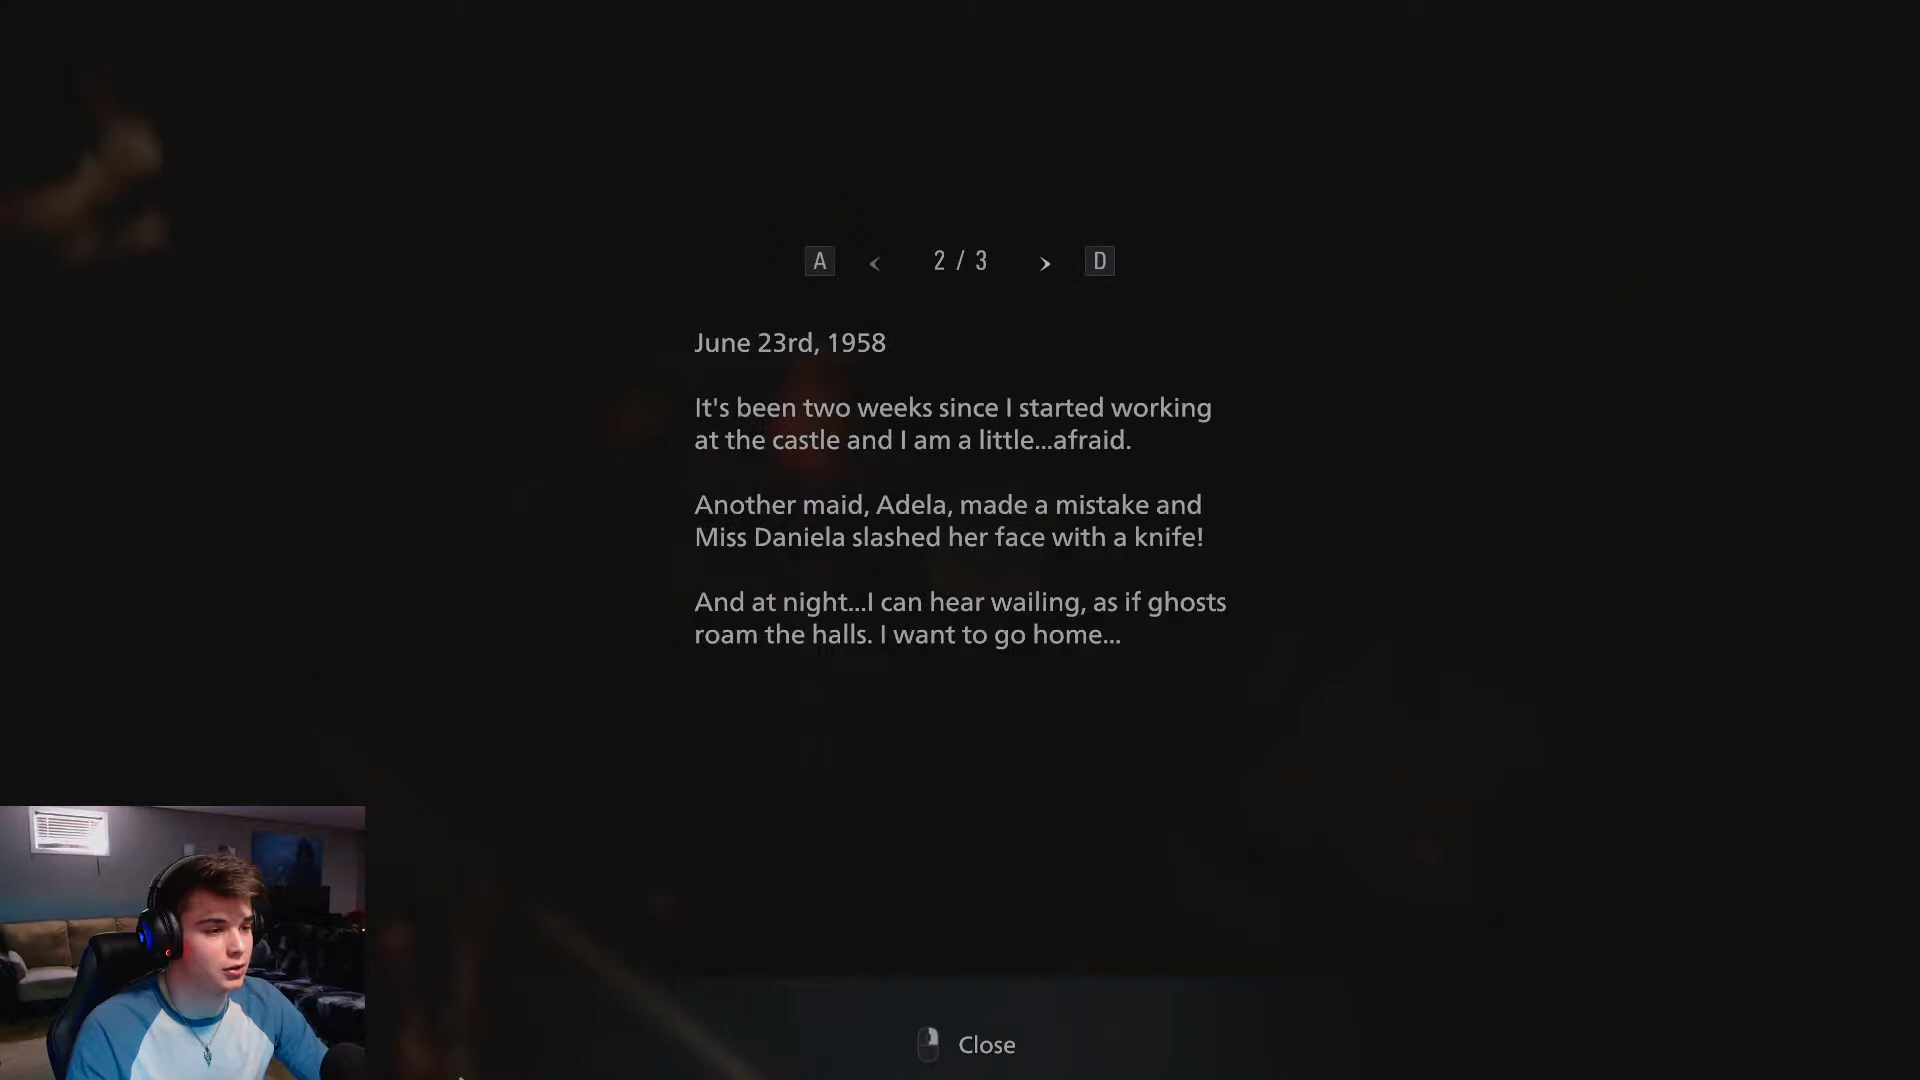 A < 2 / 3 > D
June 23rd, 1958
It's been two weeks since I started working
at the castle and I am a little...afraid.
Another maid, Adela, made a mistake and
Miss Daniela slashed her face with a knife!
And at night...I can hear wailing, as if ghosts
roam the halls. I want to go home...
Close